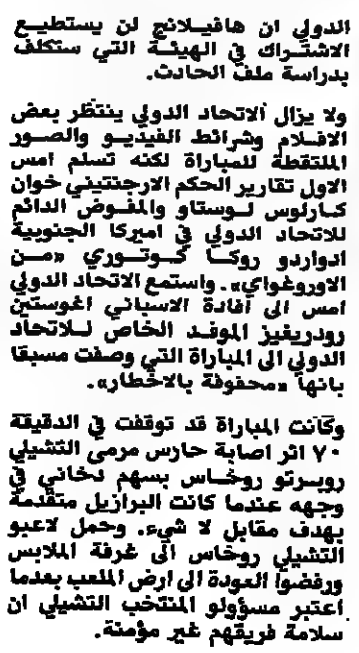 الدولي ان هافيلانج لن يستطيع
الاشتراك في الهيئة التي ستكلف
بدراسة ملف الحادث.
ولا يزال الاتحاد الدولي ينتظر بعض
الافلام وشرائط الفيديو والصور
الملتقطة للمباراة لكنه تسلم امس
الاول تقارير الحكم الارجنتيني خوان
كارلوس لوستاو والمفوض الدائم
للاتحاد الدولي في اميركا الجنوبية
ادواردو روكا كوتوري «من
الاوروغواي». واستمع الاتحاد الدولي
امس الى افادة الاسباني اغوستين
رودريغيز الموفد الخاص للاتحاد
الدولي الى المباراة التي وصفت مسبقا
بانها «محفوفة بالاخطار».
وكانت المباراة قد توقفت في الدقيقة
٧٠ اثر اصابة حارس مرمى التشيلي
روبرتو روخاس بسهم دخاني في
وجهه عندما كانت البرازيل متقدمة
بهدف مقابل لا شيء. وحمل لاعبو
التشيلي روخاس الى غرفة الملابس
ورفضوا العودة الى ارض الملعب بعدما
اعتبر مسؤولو المنتخب التشيلي ان
سلامة فريقهم غير مؤمنة.